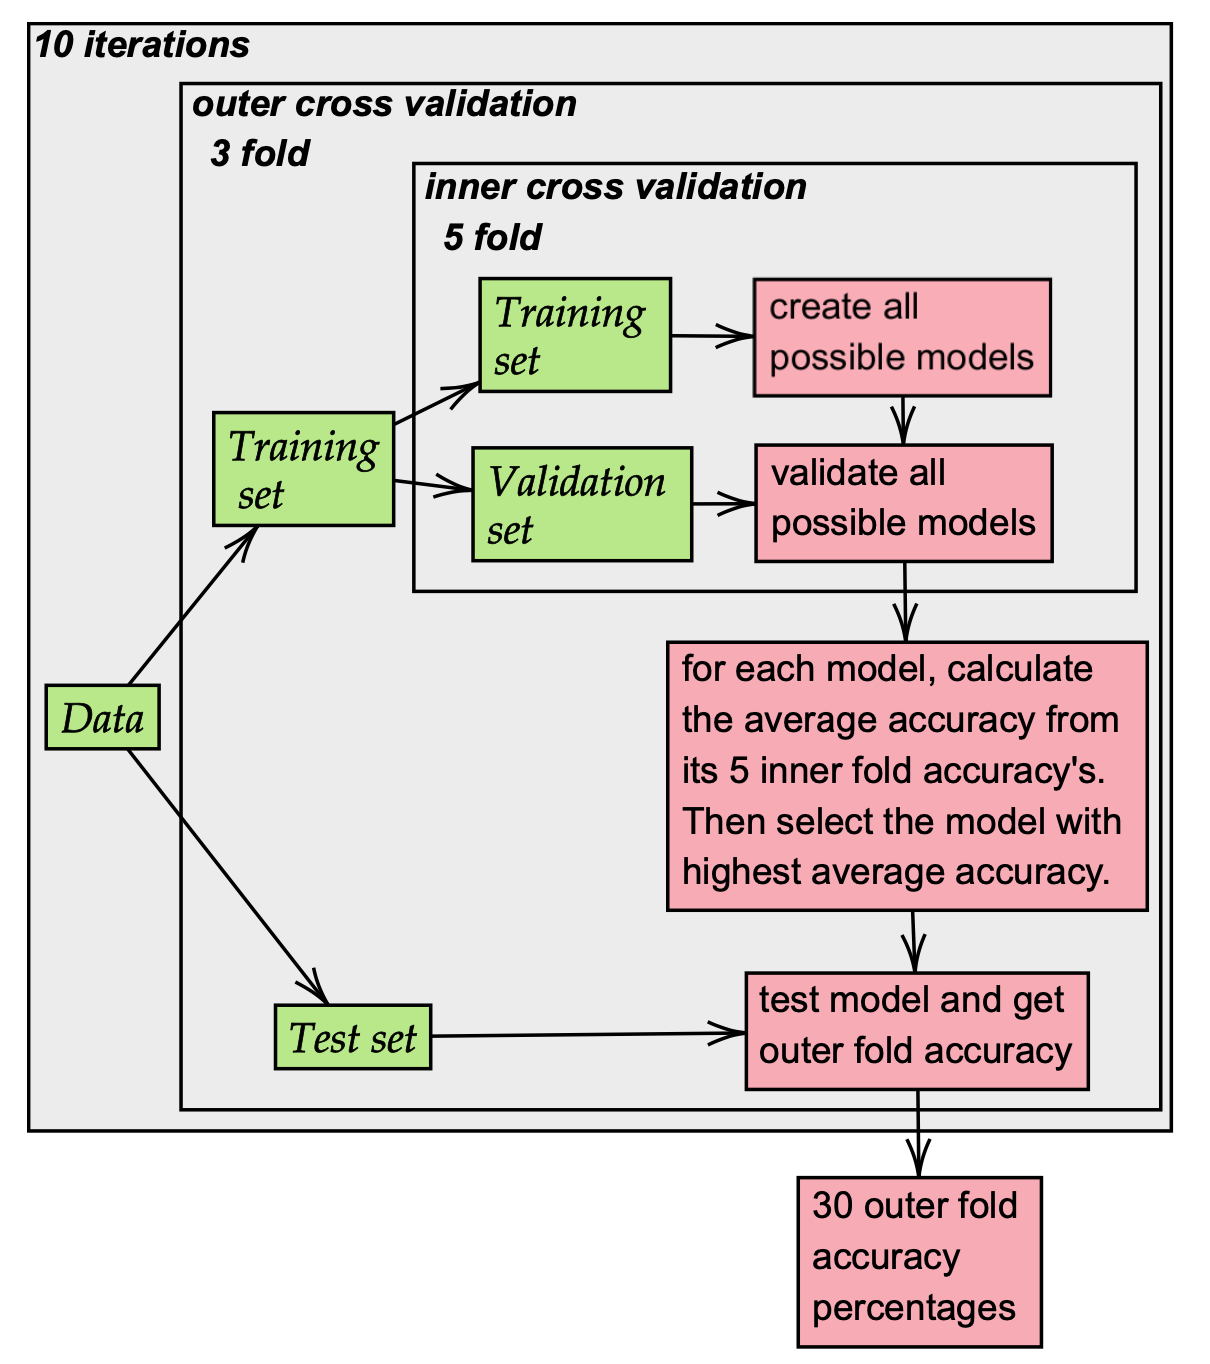 10 iterations
outer cross validation
3 fold
inner cross validation
5 fold
Training
set
create all
possible models
Training
set
Validation
set
validate all
possible models
Data
for each model, calculate
the average accuracy from
its 5 inner fold accuracy's.
Then select the model with
highest average accuracy.
Test set
test model and get
outer fold accuracy
30 outer fold
accuracy
percentages